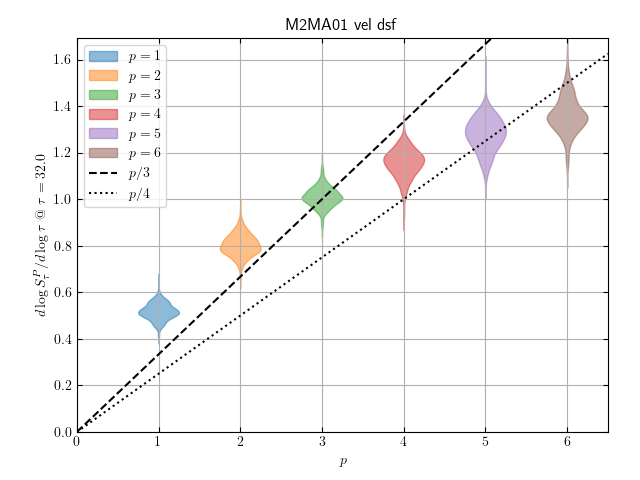 M2MA01 vel dsf
d log S_τ^P / d log τ @ τ = 32.0
1.6
1.4
1.2
1.0
0.8
0.6
0.4
0.2
0.0
p = 1
p = 2
p = 3
p = 4
p = 5
p = 6
p/3
p/4
0 1 2 3 4 5 6
p